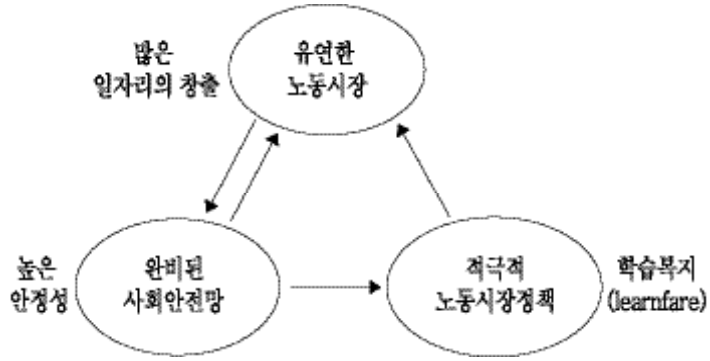 많은
일자리의 창출
유연한
노동시장
높은
안정성
완비된
사회안전망
적극적
노동시장정책
학습복지
(learnfare)